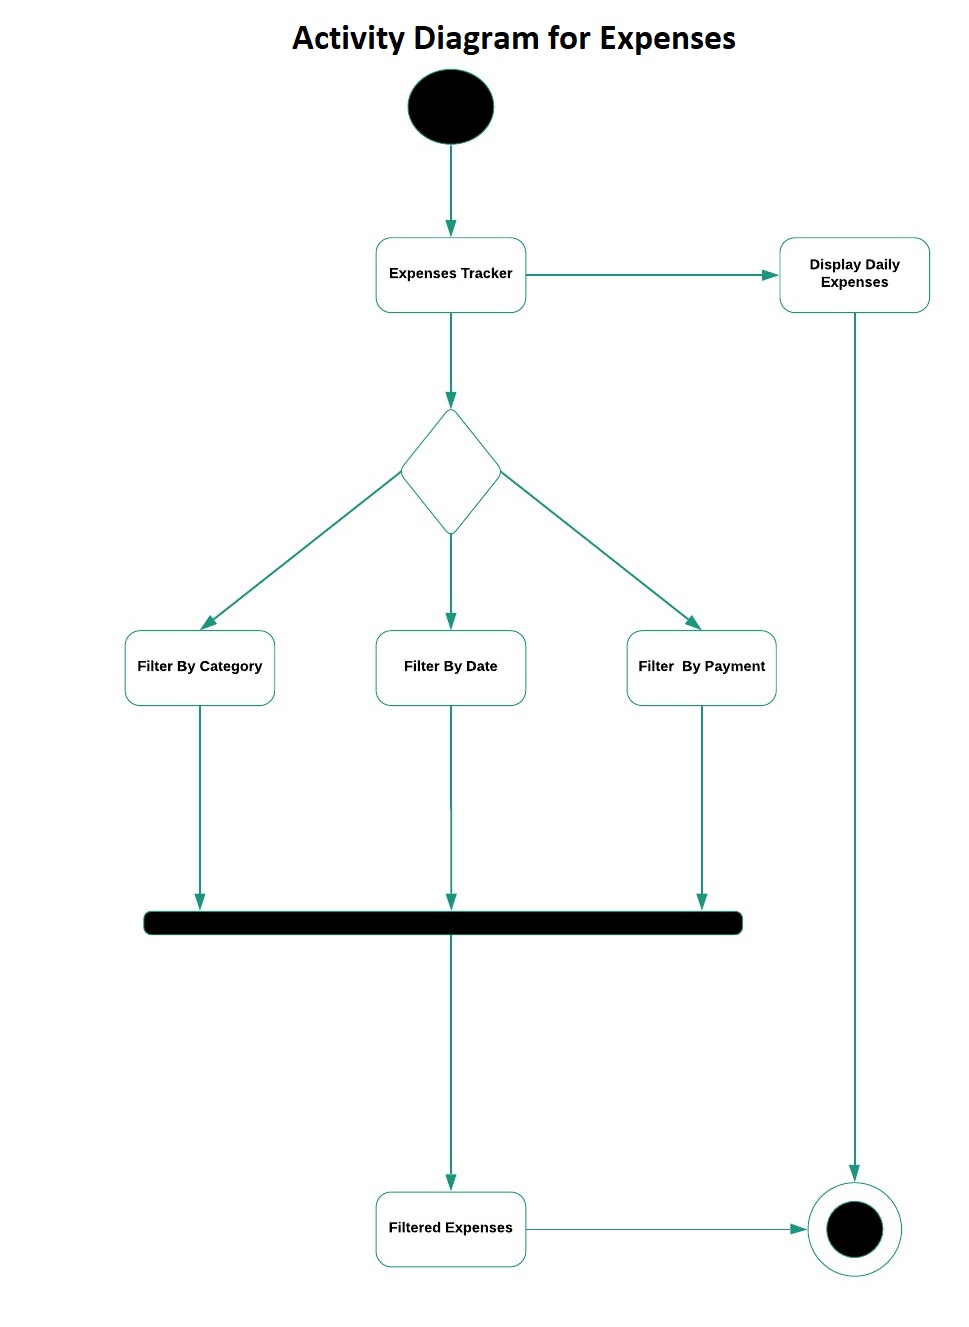 Activity Diagram for Expenses
Expenses Tracker
Display Daily
Expenses
Filter By Category
Filter By Date
Filter  By Payment
Filtered Expenses